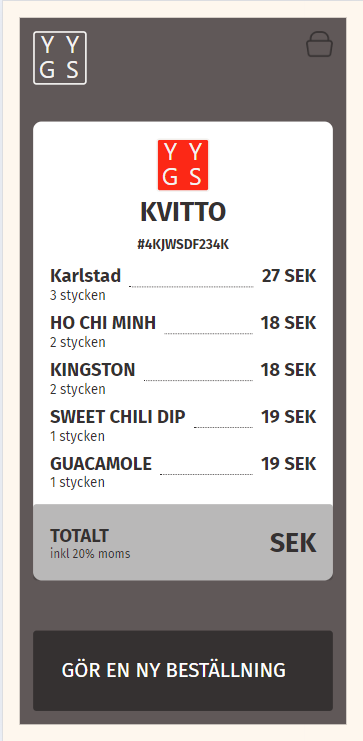 Y Y
G S
Y Y
G S
KVITTO
#4KJWSDF234K
Karlstad 27 SEK
3 stycken
HO CHI MINH 18 SEK
2 stycken
KINGSTON 18 SEK
2 stycken
SWEET CHILI DIP 19 SEK
1 stycken
GUACAMOLE 19 SEK
1 stycken
TOTALT SEK
inkl 20% moms
GÖR EN NY BESTÄLLNING